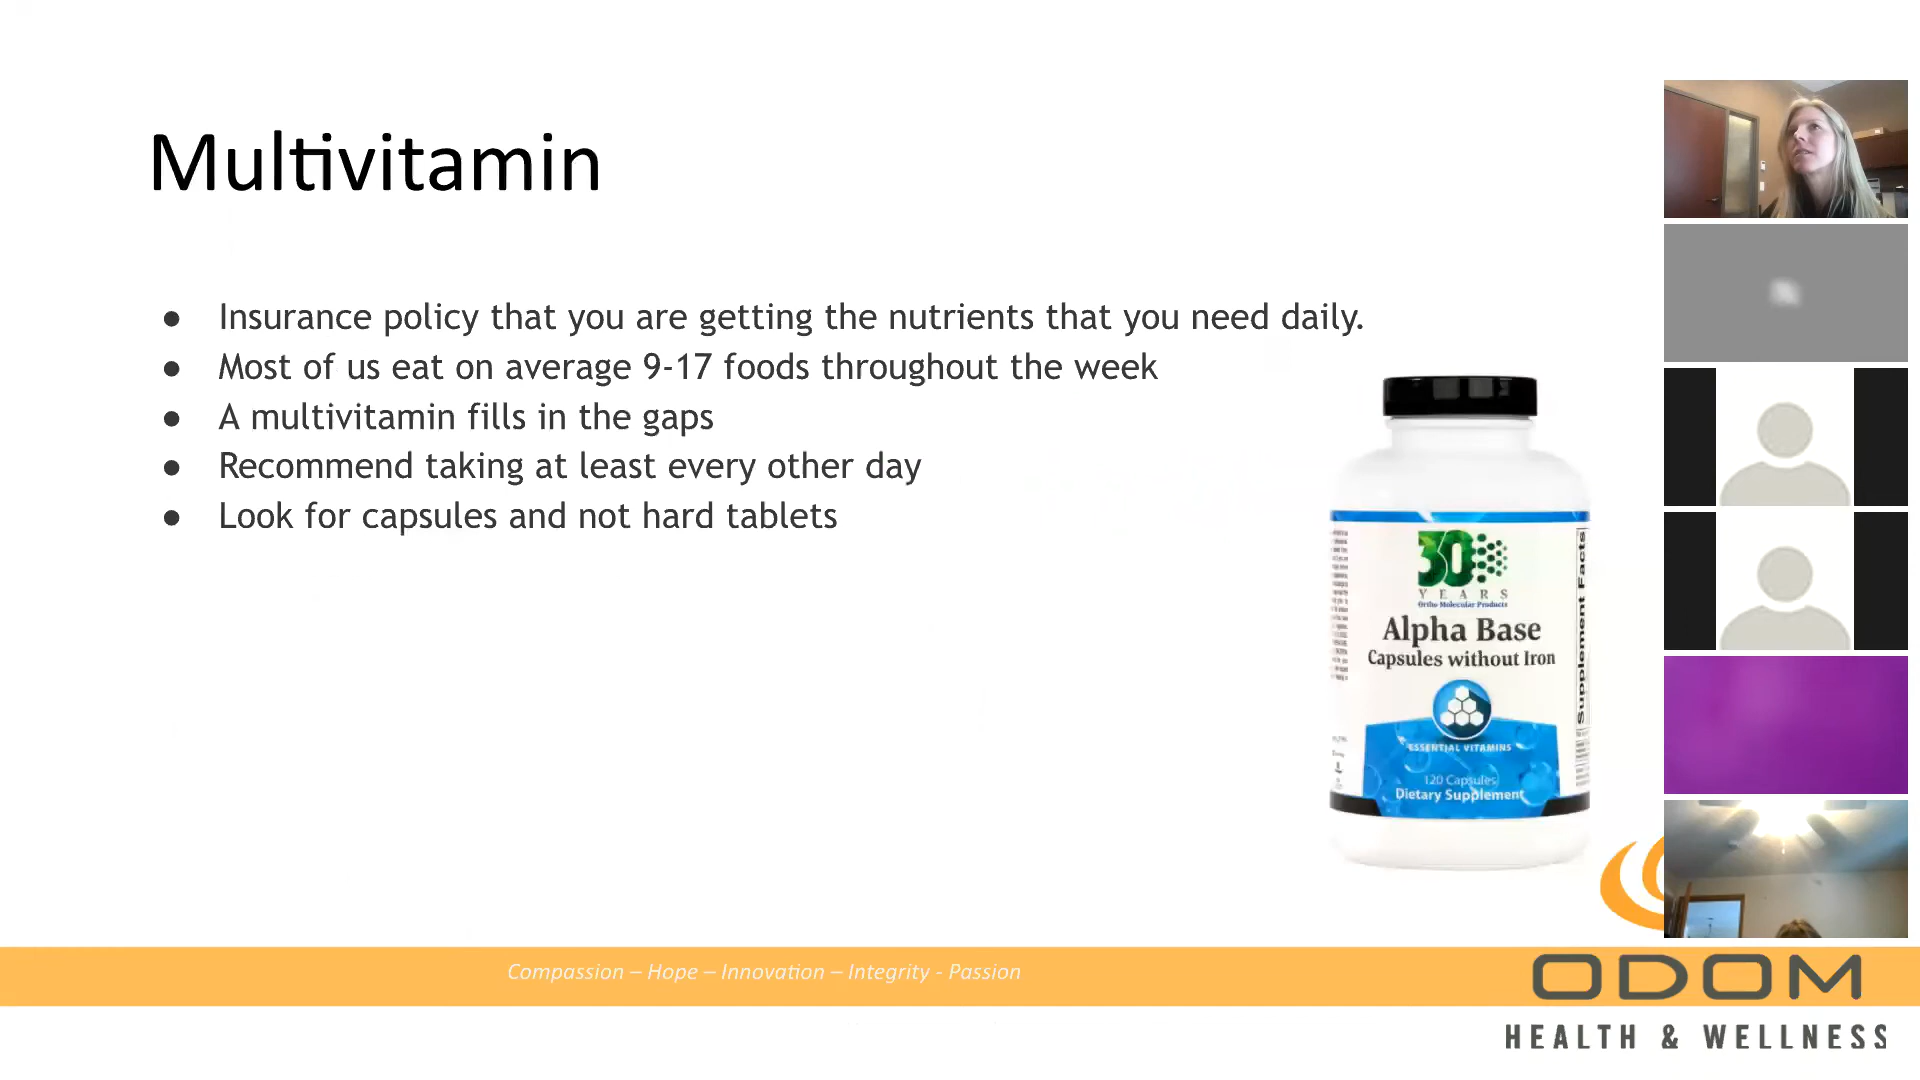 Multivitamin
● Insurance policy that you are getting the nutrients that you need daily.
● Most of us eat on average 9-17 foods throughout the week
● A multivitamin fills in the gaps
● Recommend taking at least every other day
● Look for capsules and not hard tablets
30
YEARS
Ortho Molecular Products
Alpha Base
Capsules without Iron
ESSENTIAL VITAMINS
120 Capsules
Dietary Supplement
Supplement Facts
Compassion – Hope – Innovation – Integrity - Passion
ODOM
HEALTH & WELLNESS